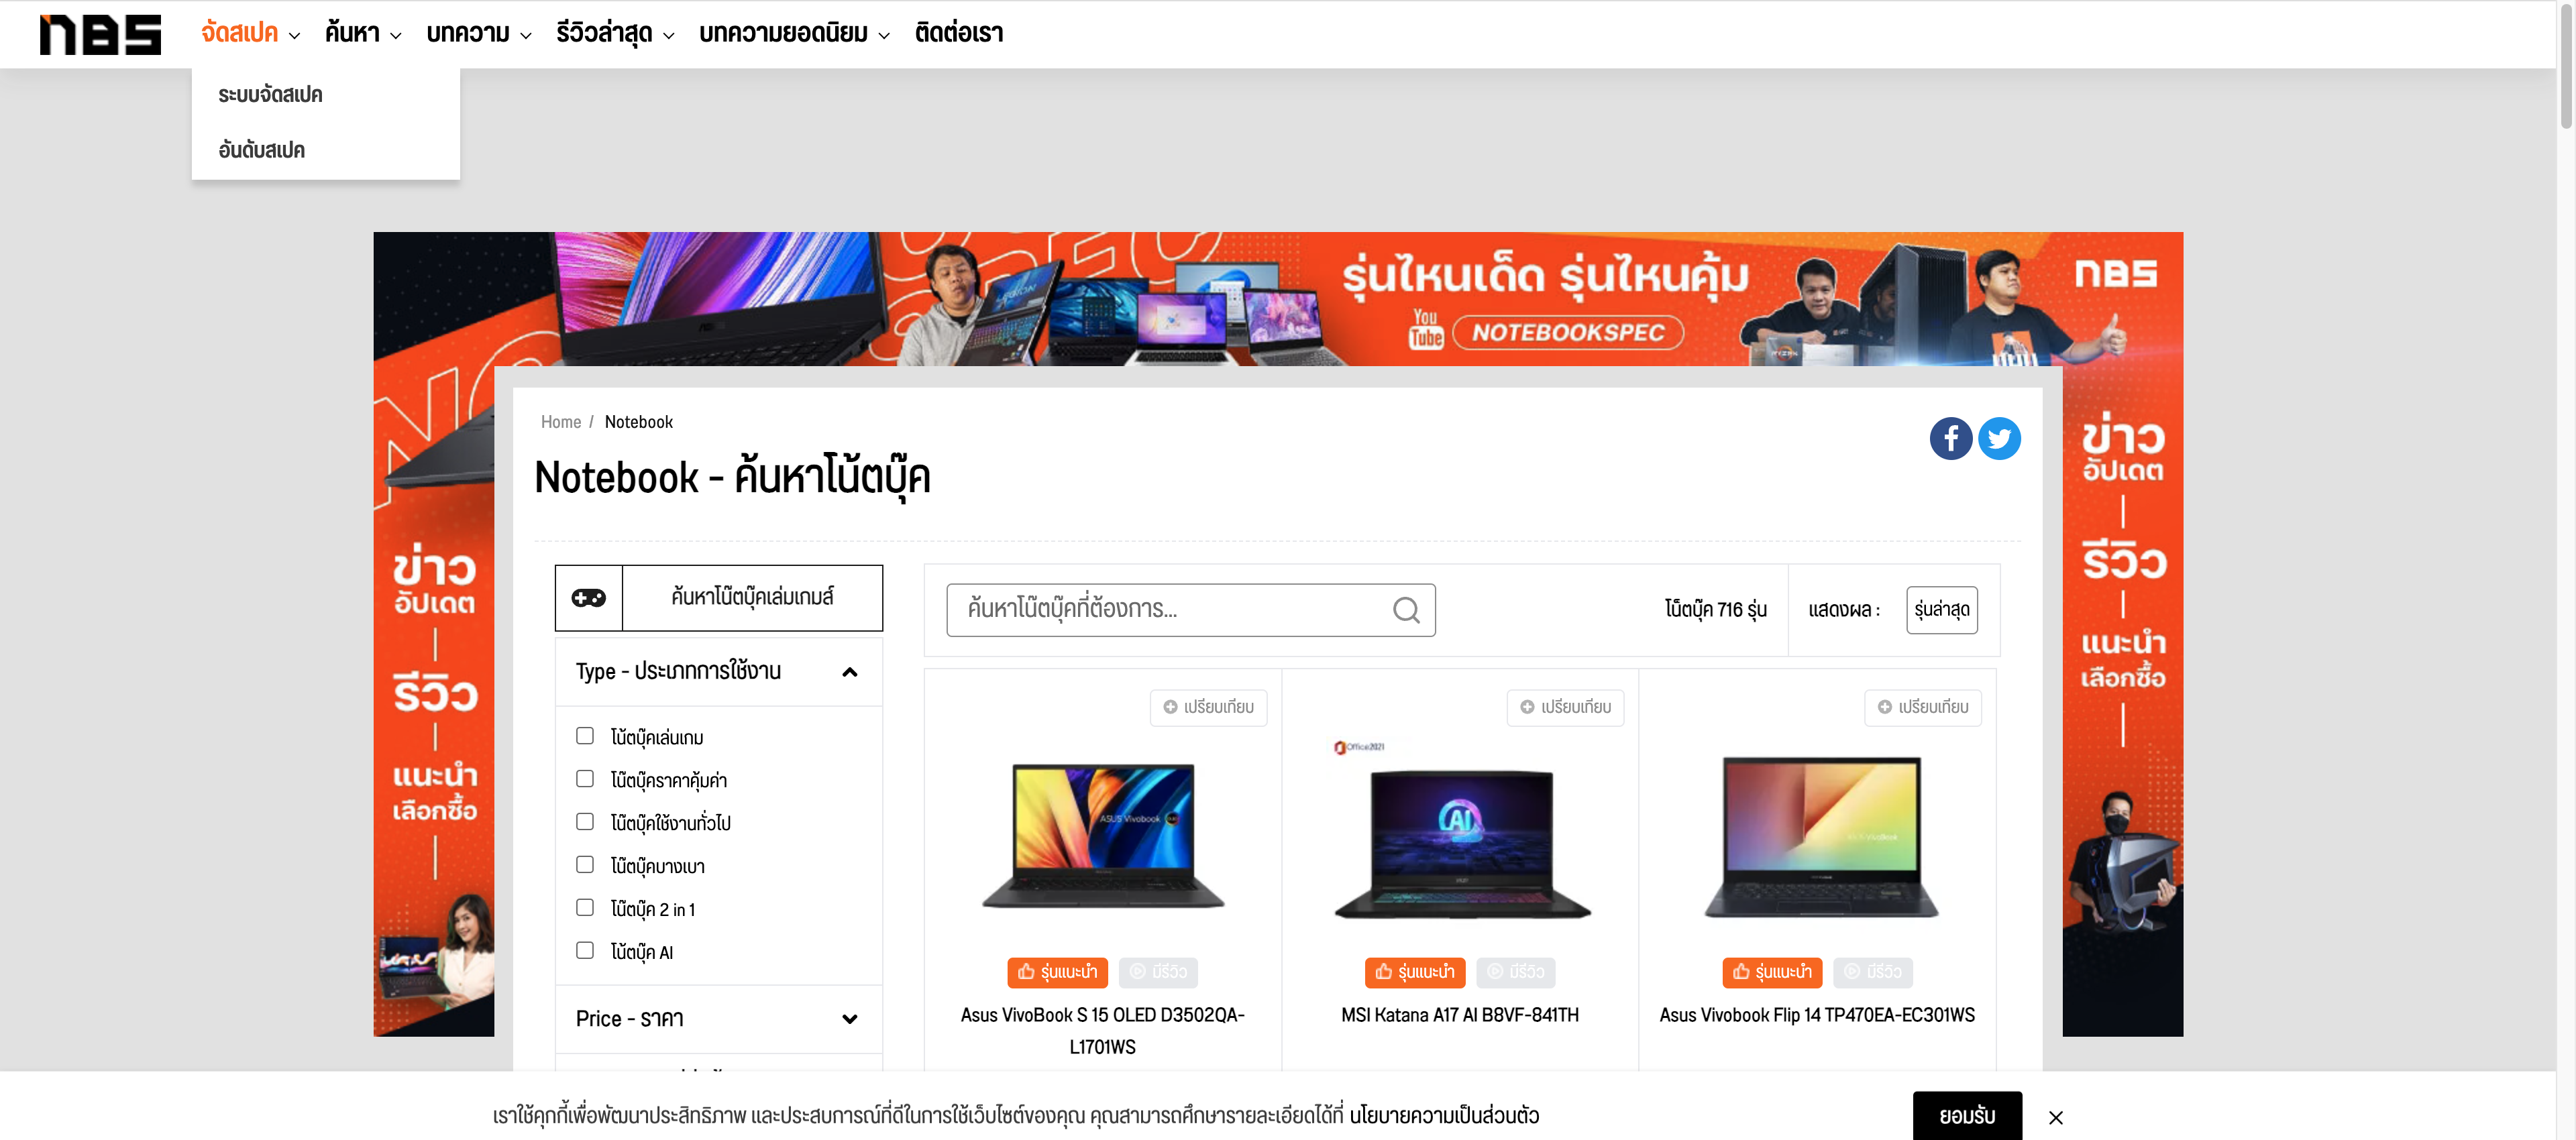 NBS
จัดสเปค ค้นหา บทความ รีวิวล่าสุด บทความยอดนิยม ติดต่อเรา
ระบบจัดสเปค
อันดับสเปค
รุ่นไหนเด็ด รุ่นไหนคุ้ม
You Tube NOTEBOOKSPEC
NBS
ข่าว
อัปเดต
รีวิว
แนะนำ
เลือกซื้อ
Home / Notebook
Notebook - ค้นหาโน้ตบุ๊ค
ค้นหาโน๊ตบุ๊คเล่มเกมส์
ค้นหาโน๊ตบุ๊คที่ต้องการ...
โน็ตบุ๊ค 716 รุ่น
แสดงผล :
รุ่นล่าสุด
Type - ประเภทการใช้งาน
โน้ตบุ๊คเล่นเกม
โน๊ตบุ๊คราคาคุ้มค่า
โน๊ตบุ๊คใช้งานทั่วไป
โน๊ตบุ๊คบางเบา
โน๊ตบุ๊ค 2 in 1
โน้ตบุ๊ค AI
Price - ราคา
เปรียบเทียบ
ASUS Vivobook
รุ่นแนะนำ มีรีวิว
Asus VivoBook S 15 OLED D3502QA-
L1701WS
เปรียบเทียบ
Office2021
AI
รุ่นแนะนำ มีรีวิว
MSI Katana A17 AI B8VF-841TH
เปรียบเทียบ
รุ่นแนะนำ มีรีวิว
Asus Vivobook Flip 14 TP470EA-EC301WS
ข่าว
อัปเดต
รีวิว
แนะนำ
เลือกซื้อ
เราใช้คุกกี้เพื่อพัฒนาประสิทธิภาพ และประสบการณ์ที่ดีในการใช้เว็บไซต์ของคุณ คุณสามารถศึกษารายละเอียดได้ที่ นโยบายความเป็นส่วนตัว
ยอมรับ